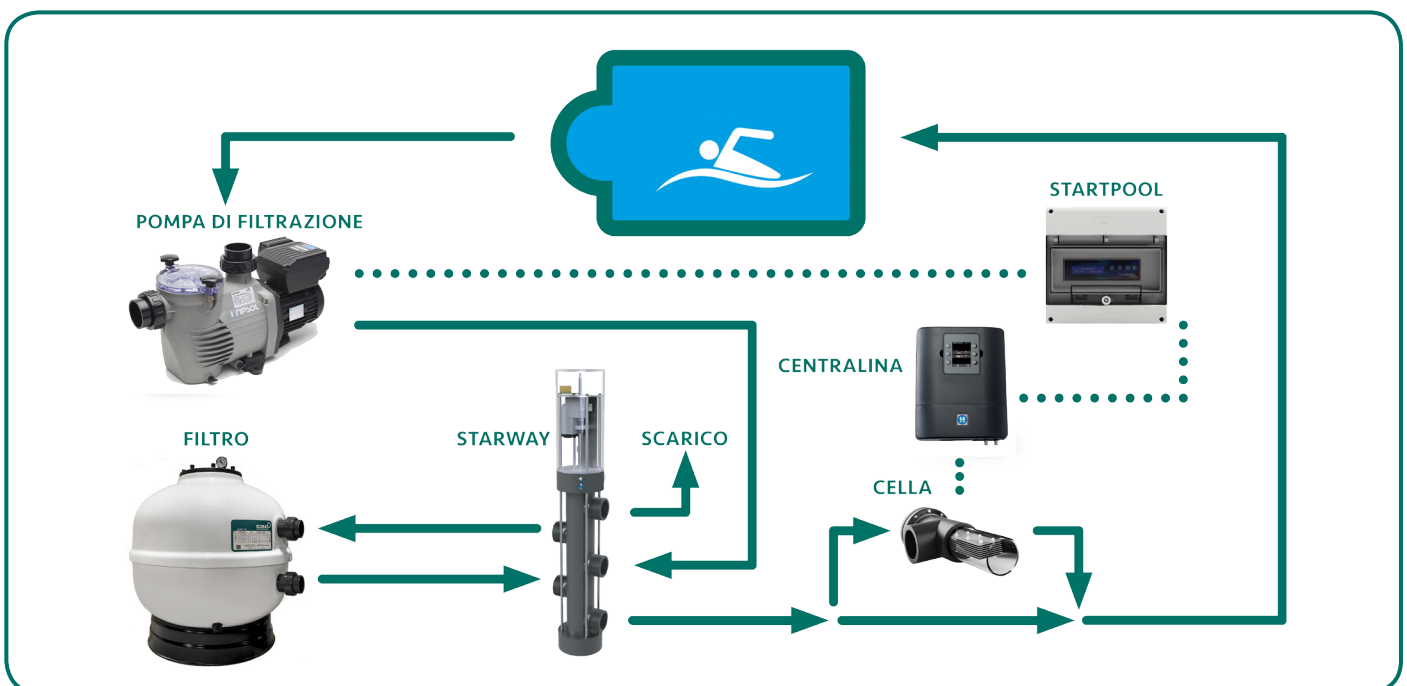 STARTPOOL
POMPA DI FILTRAZIONE
CENTRALINA
FILTRO
STARWAY
SCARICO
CELLA